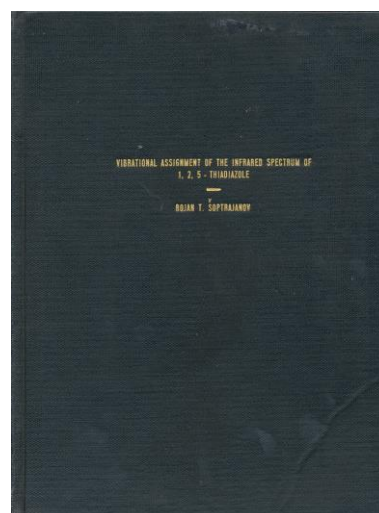 VIBRATIONAL ASSIGNMENT OF THE INFRARED SPECTRUM OF
1, 2, 5 - THIADIAZOLE
BOJAN T. ŠOPTRAJANOV